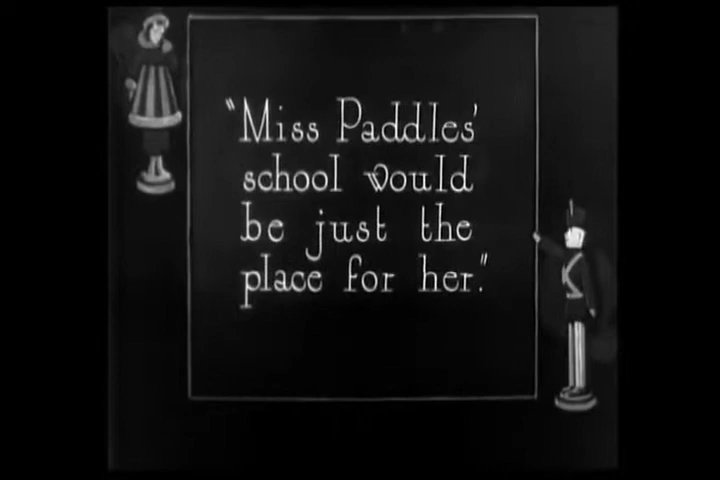 "Miss Paddles'
school would
be just the
place for her."